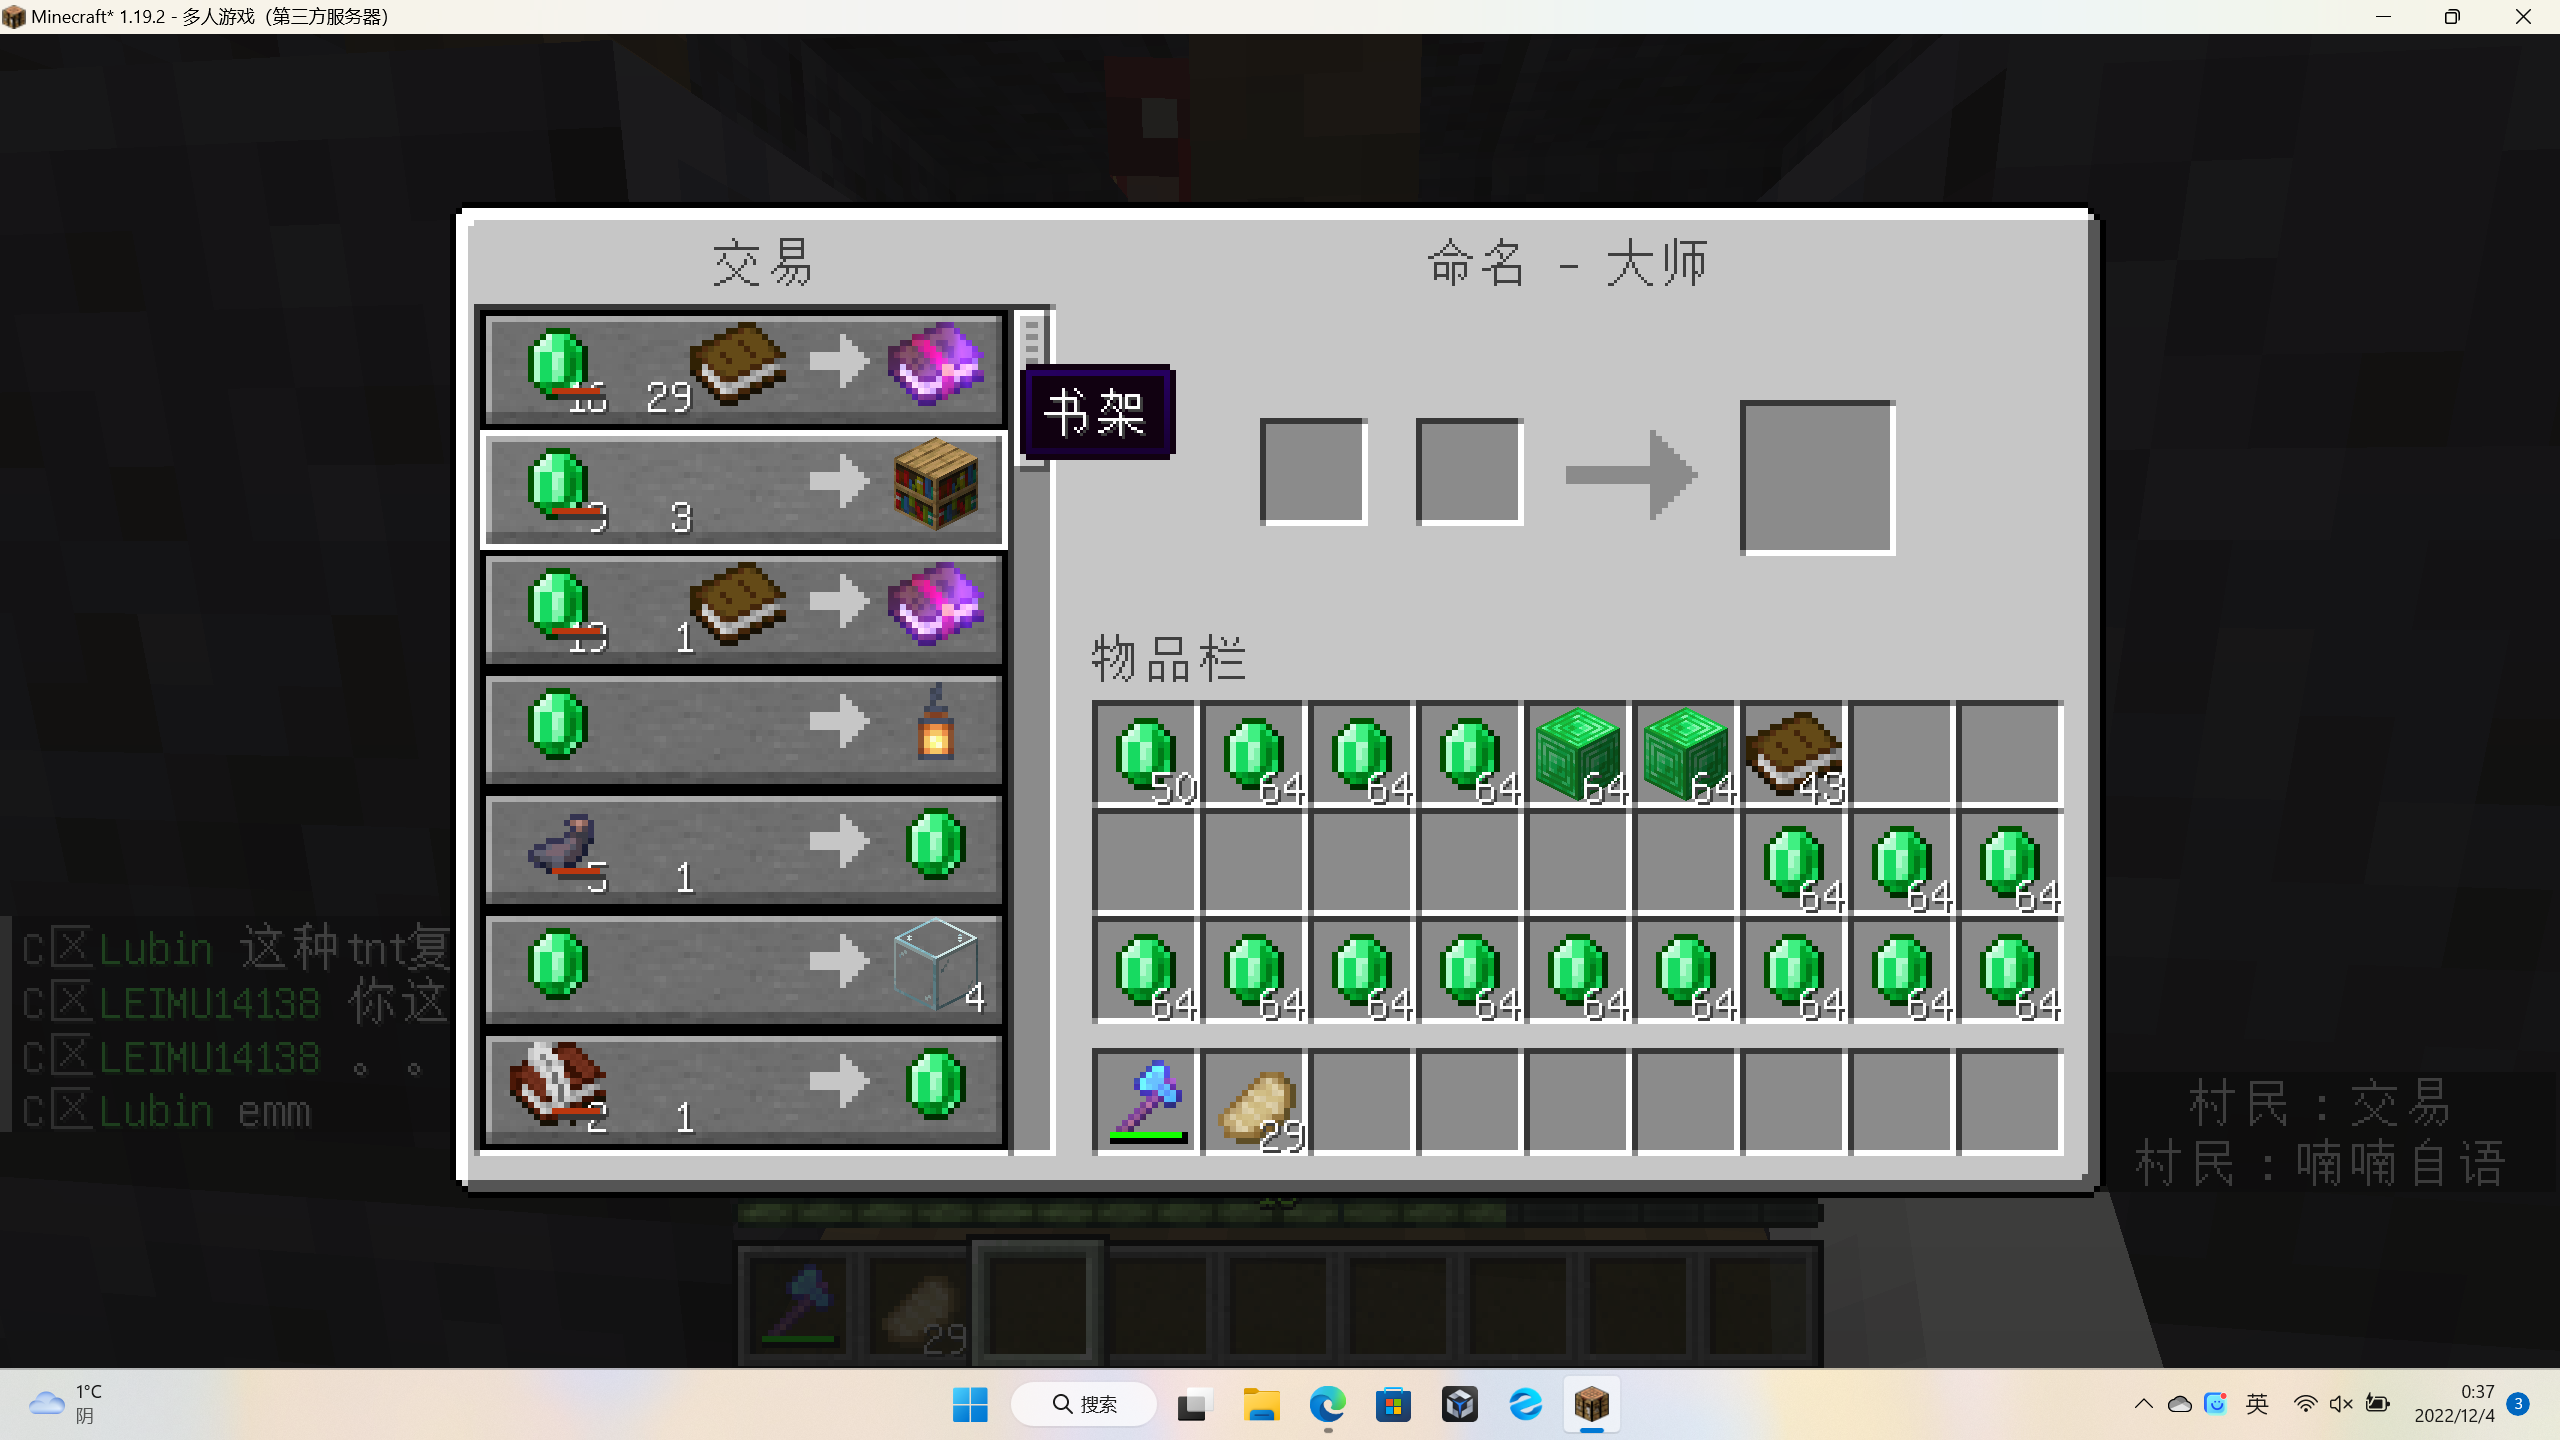 Minecraft* 1.19.2 - 多人游戏（第三方服务器）
交易
命名 - 大师
29
书架
3
1
5 1
4
2 1
物品栏
50 64 64 64 64 64 43
64 64 64
64 64 64 64 64 64 64 64 64
29
C区Lubin 这种tnt复
C区LEIMU14138 你这
C区LEIMU14138 。。
C区Lubin emm
村民：交易
村民：喃喃自语
29
1°C
阴
搜索
英
0:37
2022/12/4
3